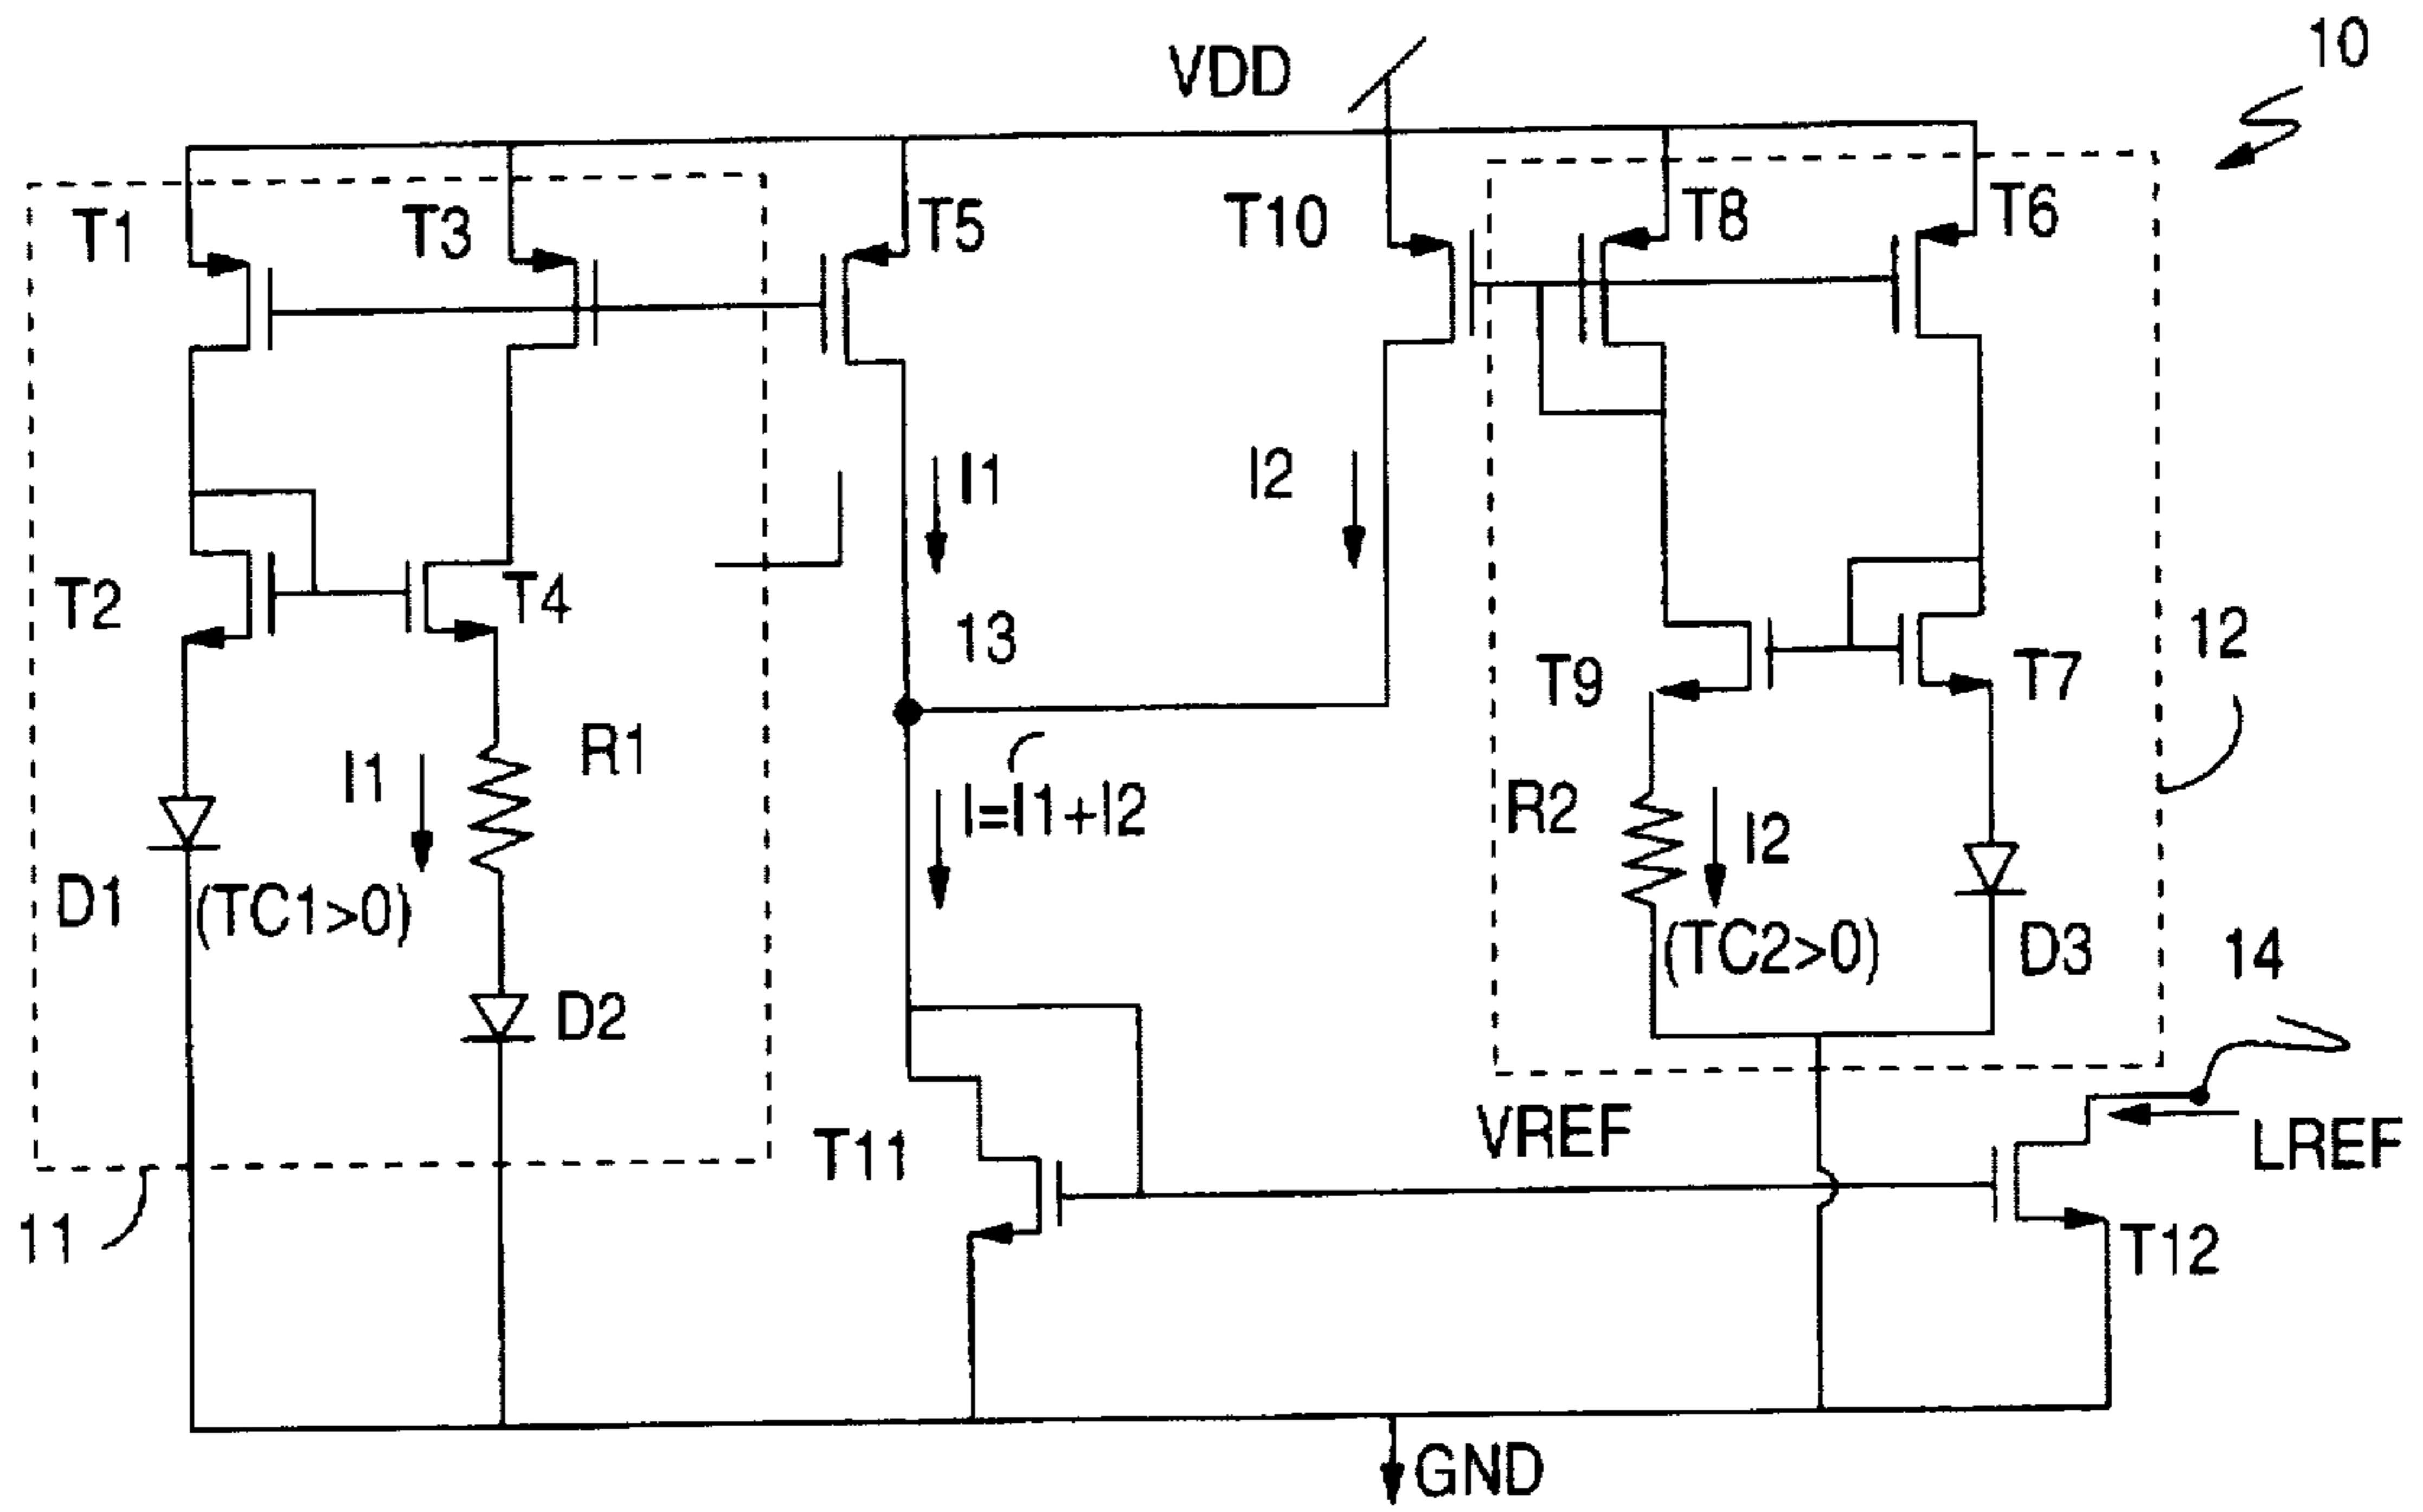 10
VDD
T1
T3
T5
T10
T8
T6
I1
I2
T2
T4
13
12
T9
T7
I1
R1
I=I1+I2
R2
I2
D1
(TC1>0)
(TC2>0)
D3
14
D2
VREF
T11
LREF
11
T12
GND